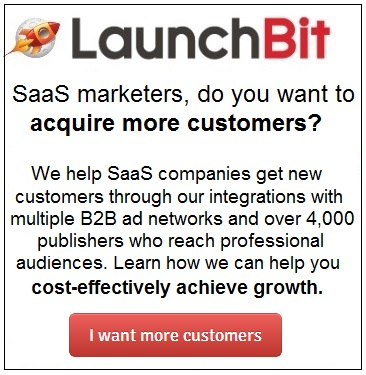 LaunchBit
SaaS marketers, do you want to
acquire more customers?
We help SaaS companies get new
customers through our integrations with
multiple B2B ad networks and over 4,000
publishers who reach professional
audiences. Learn how we can help you
cost-effectively achieve growth.
I want more customers